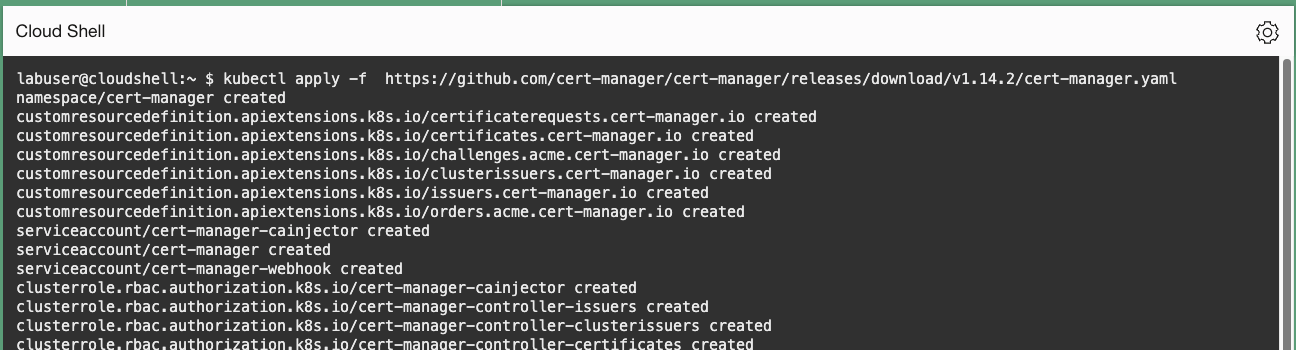 Cloud Shell
labuser@cloudshell:~ $ kubectl apply -f  https://github.com/cert-manager/cert-manager/releases/download/v1.14.2/cert-manager.yaml
namespace/cert-manager created
customresourcedefinition.apiextensions.k8s.io/certificaterequests.cert-manager.io created
customresourcedefinition.apiextensions.k8s.io/certificates.cert-manager.io created
customresourcedefinition.apiextensions.k8s.io/challenges.acme.cert-manager.io created
customresourcedefinition.apiextensions.k8s.io/clusterissuers.cert-manager.io created
customresourcedefinition.apiextensions.k8s.io/issuers.cert-manager.io created
customresourcedefinition.apiextensions.k8s.io/orders.acme.cert-manager.io created
serviceaccount/cert-manager-cainjector created
serviceaccount/cert-manager created
serviceaccount/cert-manager-webhook created
clusterrole.rbac.authorization.k8s.io/cert-manager-cainjector created
clusterrole.rbac.authorization.k8s.io/cert-manager-controller-issuers created
clusterrole.rbac.authorization.k8s.io/cert-manager-controller-clusterissuers created
clusterrole.rbac.authorization.k8s.io/cert-manager-controller-certificates created